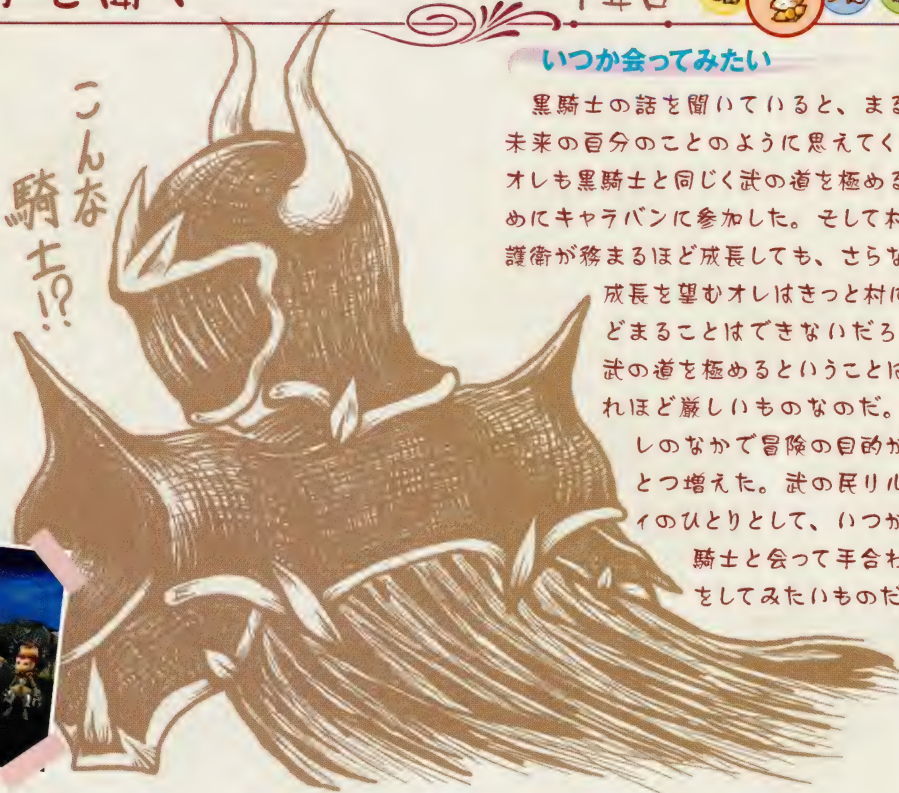 いつか会ってみたい
黒騎士の話を聞いていると、まる
未来の自分のことのように思えてく
オレも黒騎士と同じく武の道を極める
めにキャラバンに参加した。そして村
護衛が務まるほど成長しても、さらな
成長を望むオレはきっと村に
どまることはできないだろ
武の道を極めるということは
れほど厳しいものなのだ。
しのなかで冒険の目的が
とつ増えた。武の民リル
ィのひとりとして、いつか
騎士と会って手合わ
をしてみたいものだ
こんな
騎士!?